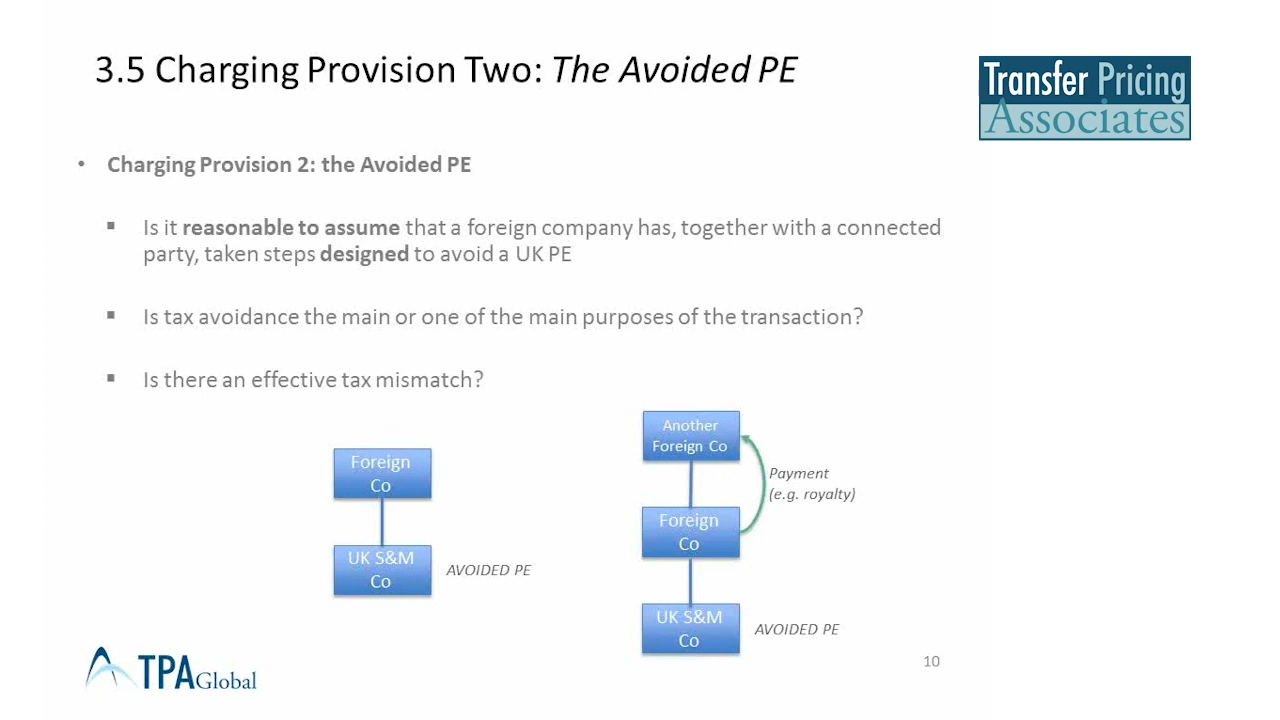 3.5 Charging Provision Two: The Avoided PE
Transfer Pricing
Associates
• Charging Provision 2: the Avoided PE
▪ Is it reasonable to assume that a foreign company has, together with a connected
party, taken steps designed to avoid a UK PE
▪ Is tax avoidance the main or one of the main purposes of the transaction?
▪ Is there an effective tax mismatch?
Foreign
Co
UK S&M
Co
AVOIDED PE
Another
Foreign Co
Payment
(e.g. royalty)
Foreign
Co
UK S&M
Co
AVOIDED PE
TPA Global
10